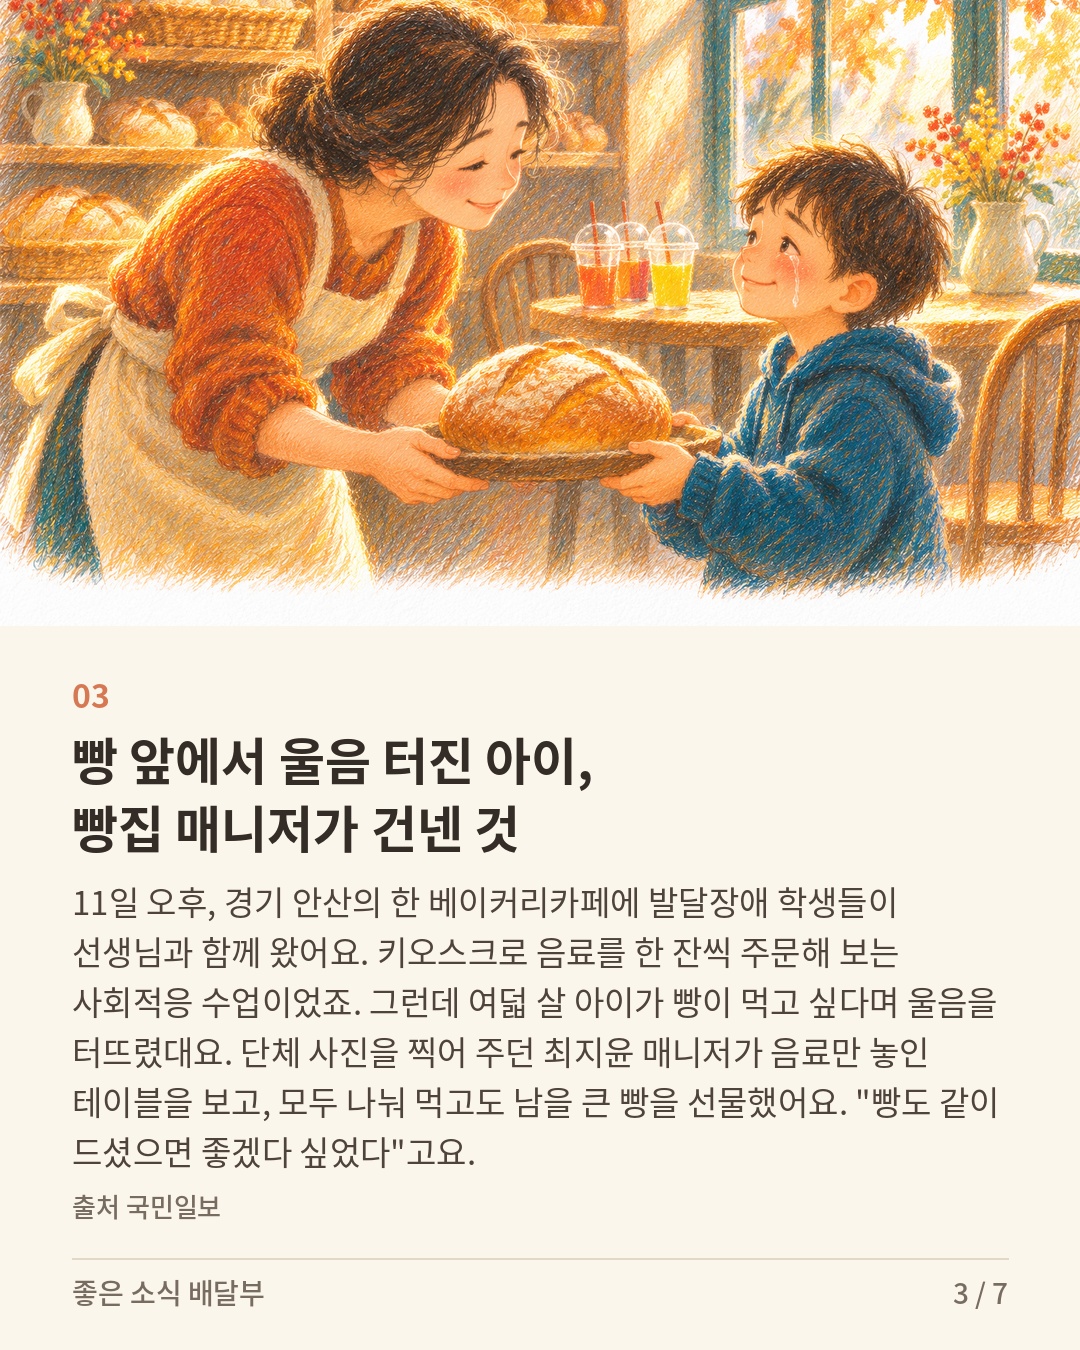 03
빵 앞에서 울음 터진 아이,
빵집 매니저가 건넨 것
11일 오후, 경기 안산의 한 베이커리카페에 발달장애 학생들이
선생님과 함께 왔어요. 키오스크로 음료를 한 잔씩 주문해 보는
사회적응 수업이었죠. 그런데 여덟 살 아이가 빵이 먹고 싶다며 울음을
터뜨렸대요. 단체 사진을 찍어 주던 최지윤 매니저가 음료만 놓인
테이블을 보고, 모두 나눠 먹고도 남을 큰 빵을 선물했어요. "빵도 같이
드셨으면 좋겠다 싶었다"고요.
출처 국민일보
좋은 소식 배달부
3 / 7